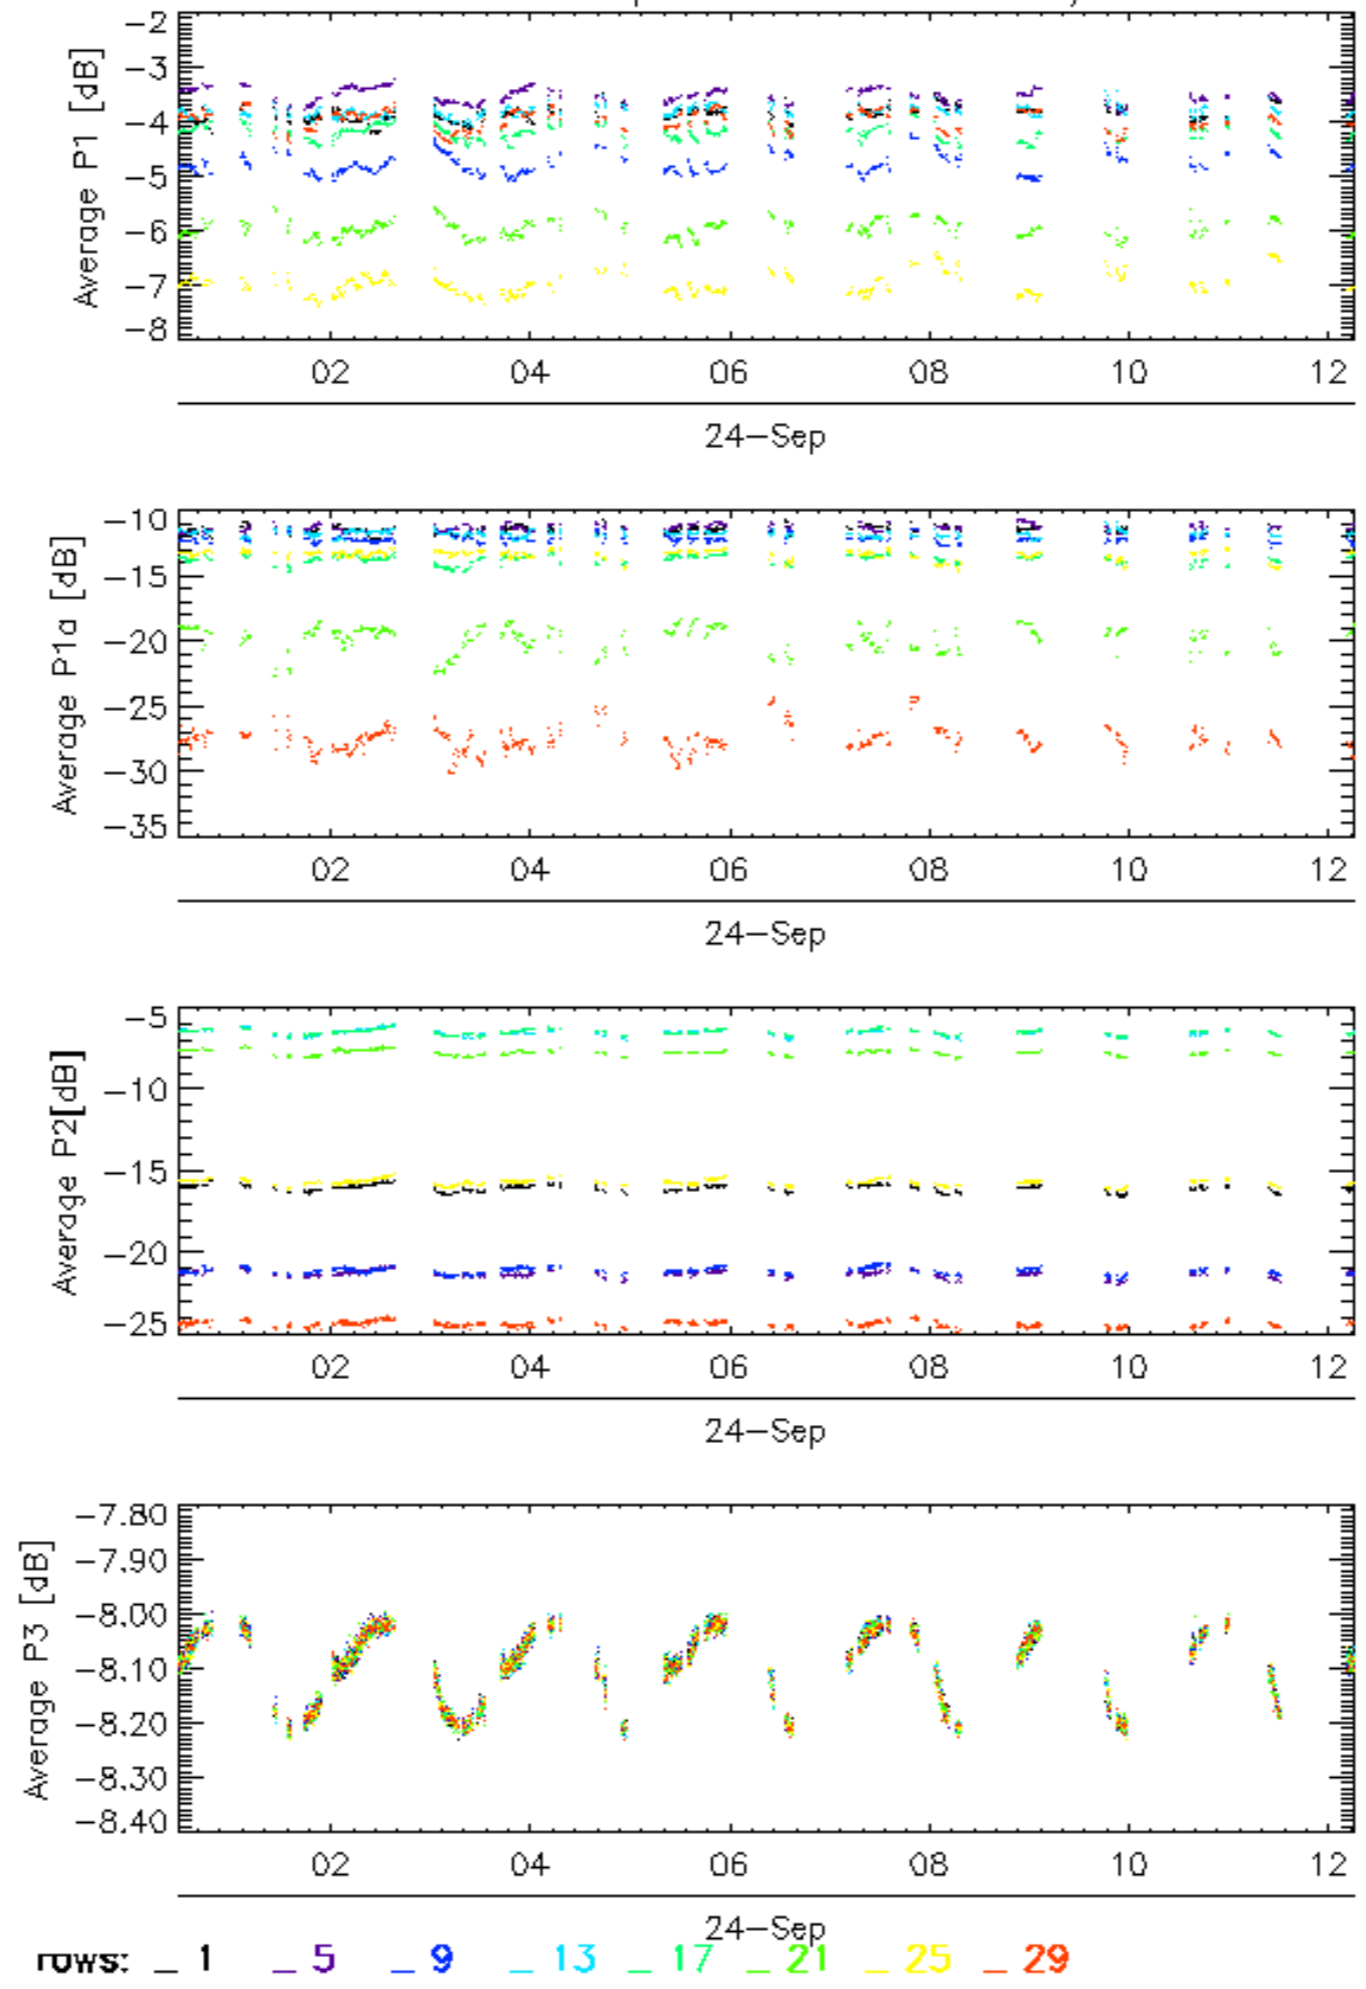 Average P1 [dB]
-2
-3
-4
-5
-6
-7
-8
02 04 06 08 10 12
24-Sep
Average P1a [dB]
-10
-15
-20
-25
-30
-35
02 04 06 08 10 12
24-Sep
Average P2[dB]
-5
-10
-15
-20
-25
02 04 06 08 10 12
24-Sep
Average P3 [dB]
-7.80
-7.90
-8.00
-8.10
-8.20
-8.30
-8.40
02 04 06 08 10 12
24-Sep
rows: _ 1 _ 5 _ 9 _ 13 _ 17 _ 21 _ 25 _ 29